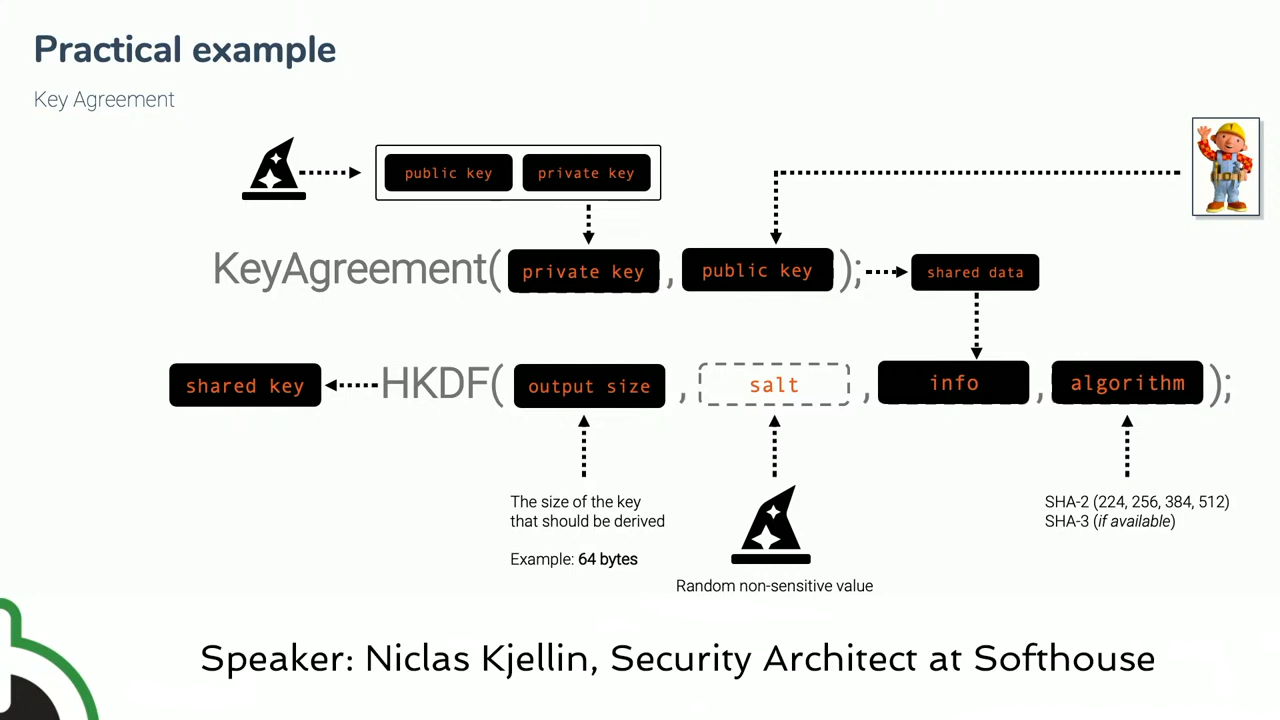 Practical example
Key Agreement
public key private key
KeyAgreement( private key , public key ); shared data
shared key HKDF( output size , salt , info , algorithm );
The size of the key
that should be derived
Example: 64 bytes
Random non-sensitive value
SHA-2 (224, 256, 384, 512)
SHA-3 (if available)
Speaker: Niclas Kjellin, Security Architect at Softhouse